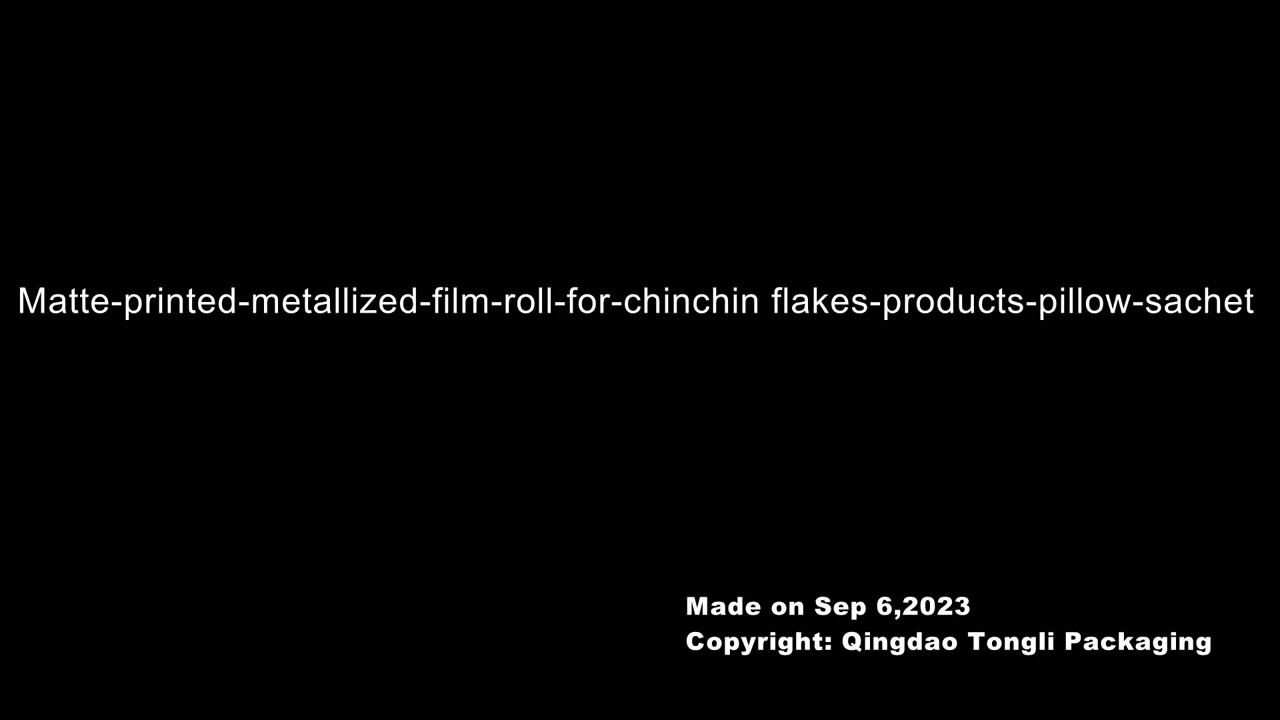 Matte-printed-metallized-film-roll-for-chinchin flakes-products-pillow-sachet
Made on Sep 6,2023
Copyright: Qingdao Tongli Packaging